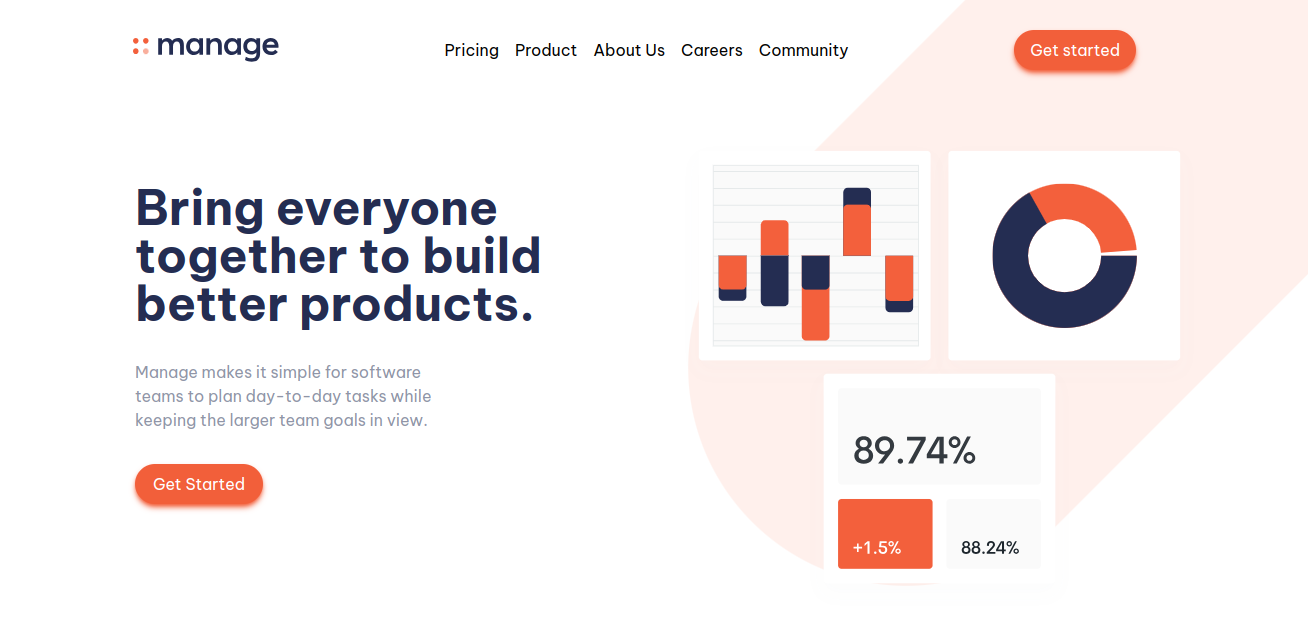 manage
Pricing Product About Us Careers Community
Get started
Bring everyone
together to build
better products.
Manage makes it simple for software
teams to plan day-to-day tasks while
keeping the larger team goals in view.
Get Started
89.74%
+1.5%
88.24%